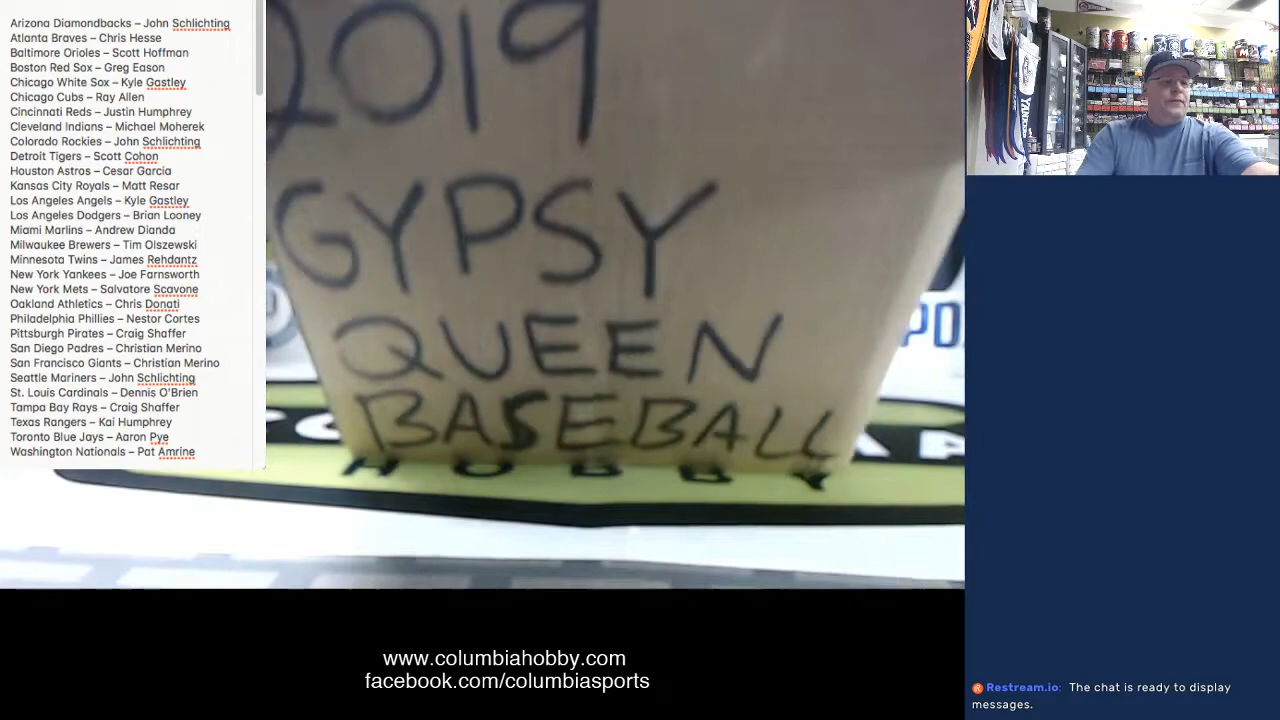 Arizona Diamondbacks – John Schlichting
Atlanta Braves – Chris Hesse
Baltimore Orioles – Scott Hoffman
Boston Red Sox – Greg Eason
Chicago White Sox – Kyle Gastley
Chicago Cubs – Ray Allen
Cincinnati Reds – Justin Humphrey
Cleveland Indians – Michael Moherek
Colorado Rockies – John Schlichting
Detroit Tigers – Scott Cohon
Houston Astros – Cesar Garcia
Kansas City Royals – Matt Resar
Los Angeles Angels – Kyle Gastley
Los Angeles Dodgers – Brian Looney
Miami Marlins – Andrew Dianda
Milwaukee Brewers – Tim Olszewski
Minnesota Twins – James Rehdantz
New York Yankees – Joe Farnsworth
New York Mets – Salvatore Scavone
Oakland Athletics – Chris Donati
Philadelphia Phillies – Nestor Cortes
Pittsburgh Pirates – Craig Shaffer
San Diego Padres – Christian Merino
San Francisco Giants – Christian Merino
Seattle Mariners – John Schlichting
St. Louis Cardinals – Dennis O'Brien
Tampa Bay Rays – Craig Shaffer
Texas Rangers – Kai Humphrey
Toronto Blue Jays – Aaron Pye
Washington Nationals – Pat Amrine
2019
GYPSY
QUEEN
BASEBALL
HOBBY
www.columbiahobby.com
facebook.com/columbiasports
Restream.io: The chat is ready to display
messages.